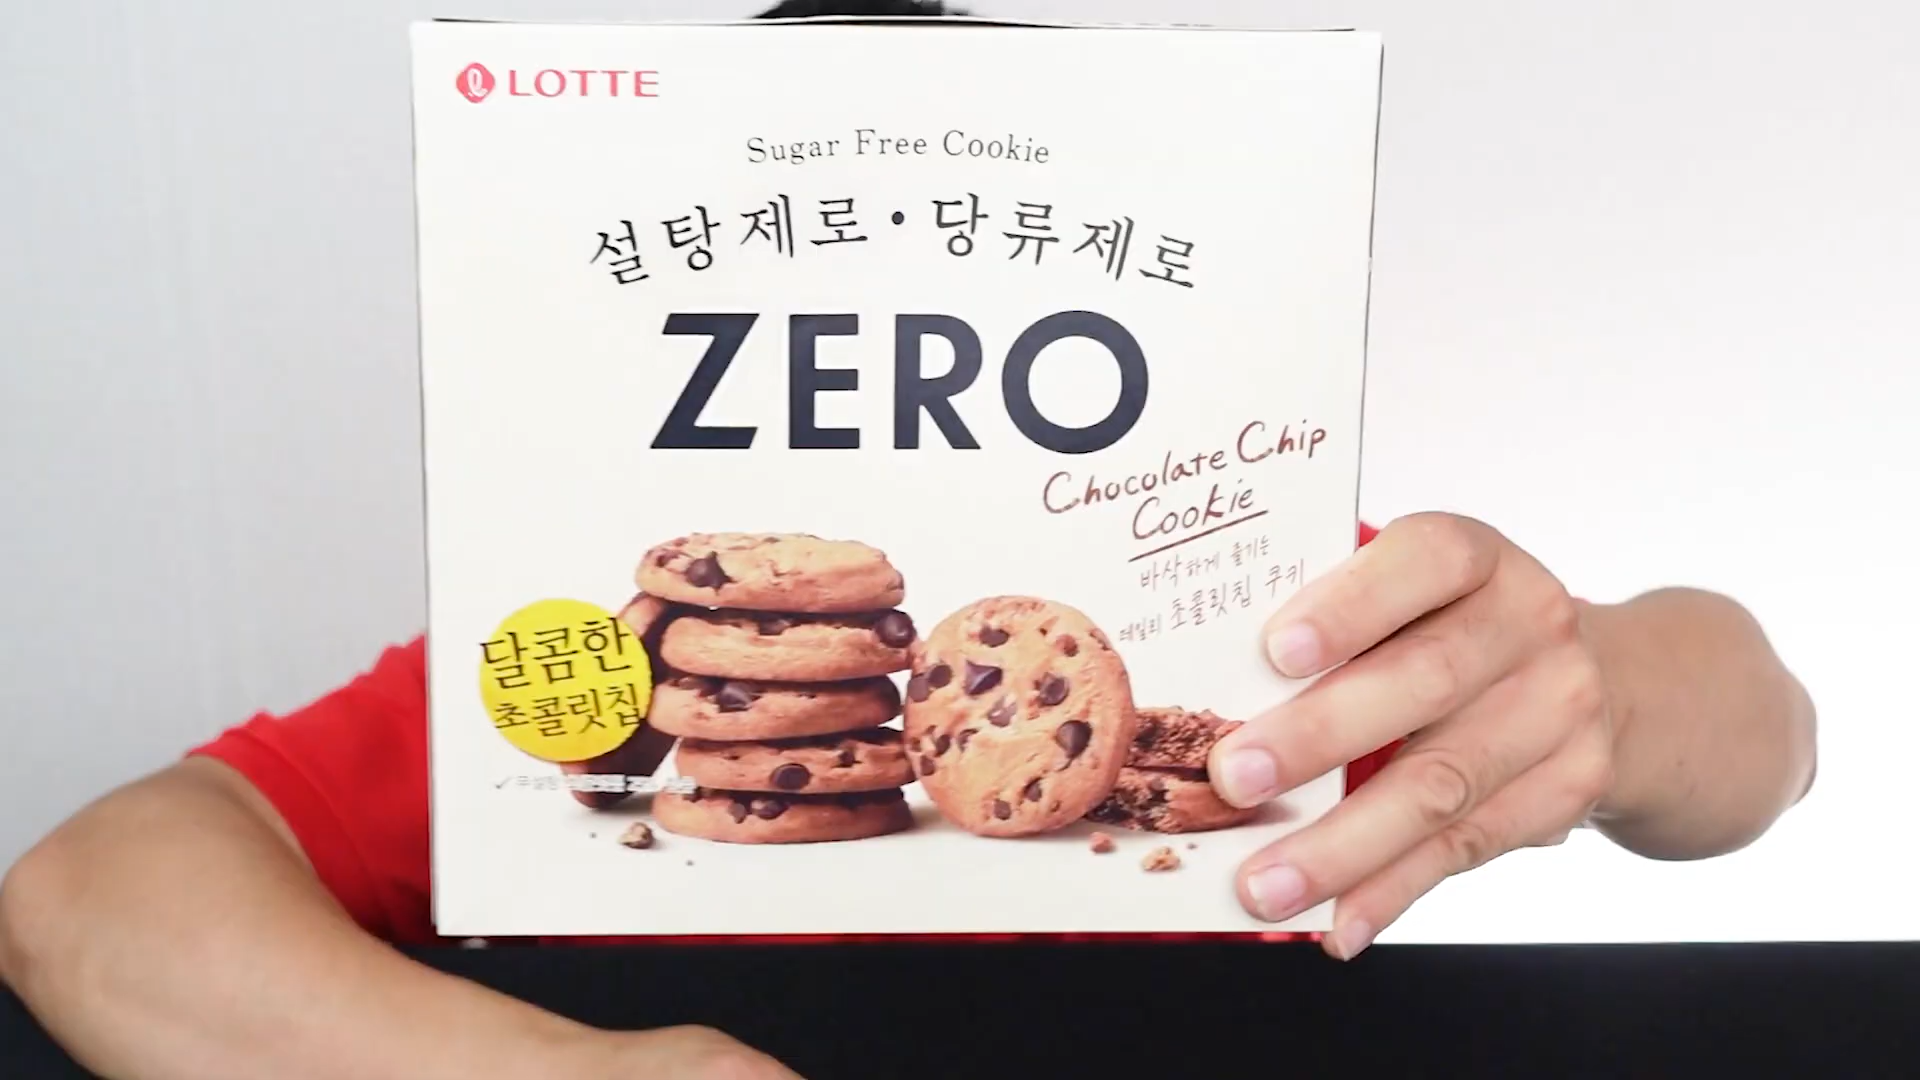 LOTTE
Sugar Free Cookie
설탕제로·당류제로
ZERO
Chocolate Chip
Cookie
바삭하게 즐기는
데일리 초콜릿칩 쿠키
달콤한
초콜릿칩